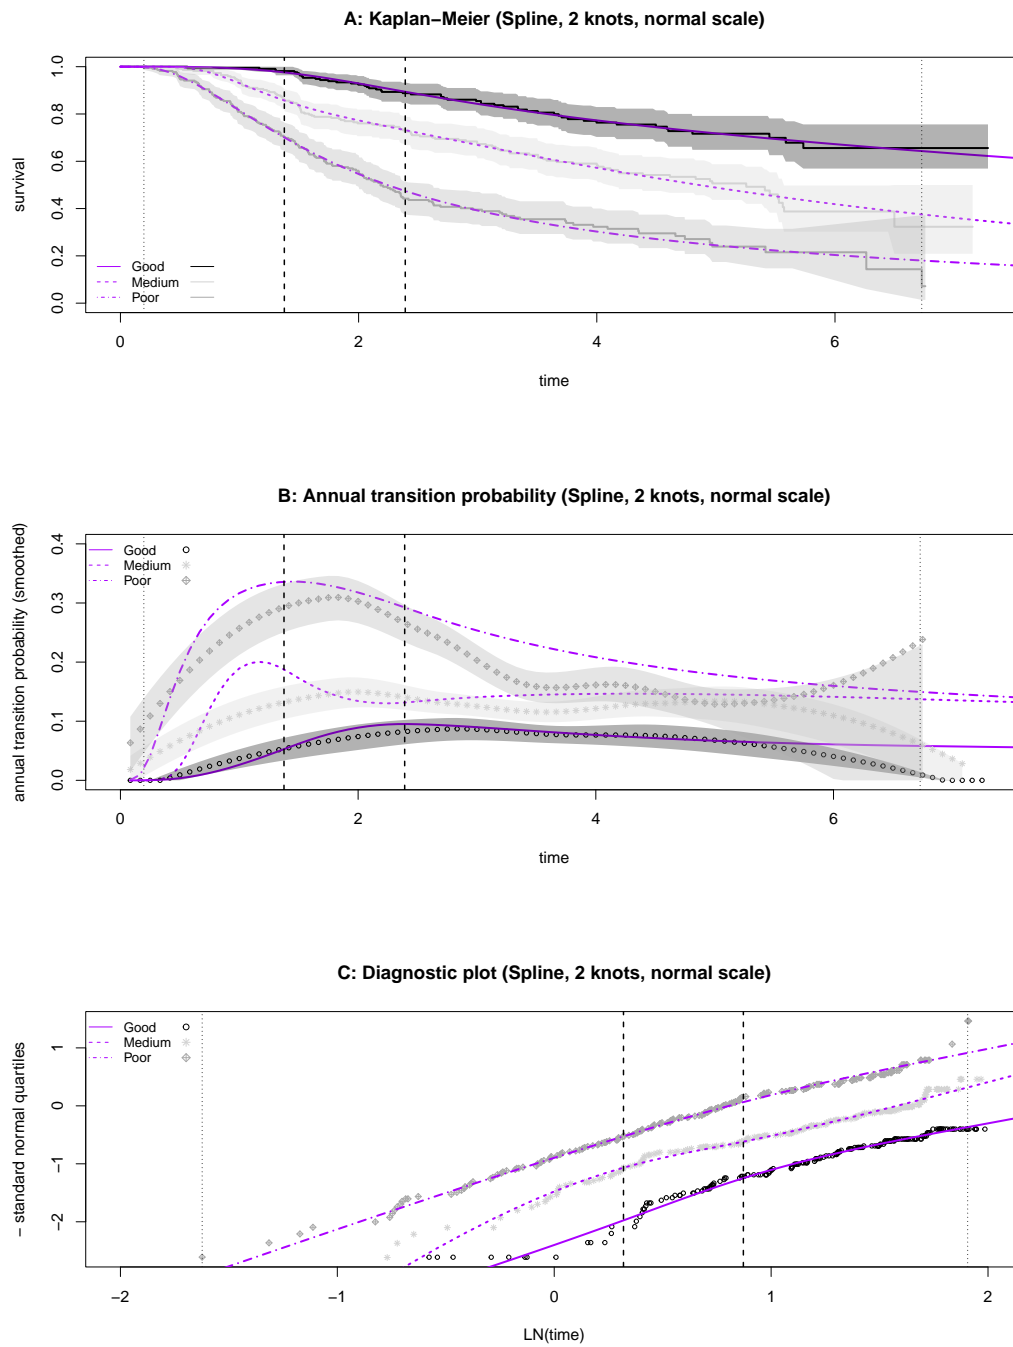 A: Kaplan−Meier (Spline, 2 knots, normal scale)
survival
1.0
0.8
0.6
0.4
0.2
0.0
Good
Medium
Poor
0 2 4 6
time
B: Annual transition probability (Spline, 2 knots, normal scale)
annual transition probability (smoothed)
0.4
0.3
0.2
0.1
0.0
Good
Medium
Poor
0 2 4 6
time
C: Diagnostic plot (Spline, 2 knots, normal scale)
− standard normal quartiles
1
0
−1
−2
Good
Medium
Poor
−2 −1 0 1 2
LN(time)